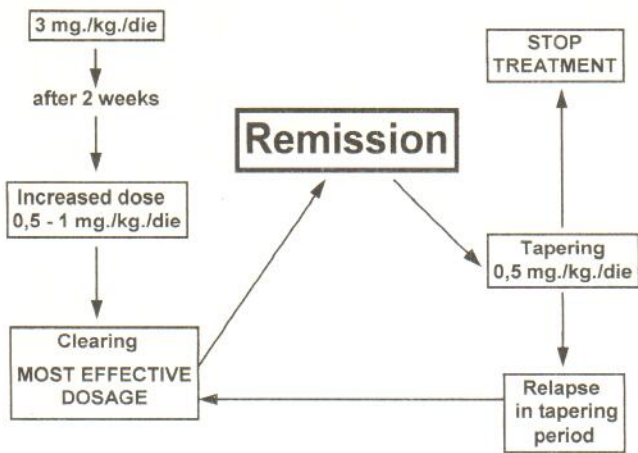 3 mg./kg./die
after 2 weeks
Increased dose
0,5 - 1 mg./kg./die
Clearing
MOST EFFECTIVE
DOSAGE
Remission
STOP
TREATMENT
Tapering
0,5 mg./kg./die
Relapse
in tapering
period